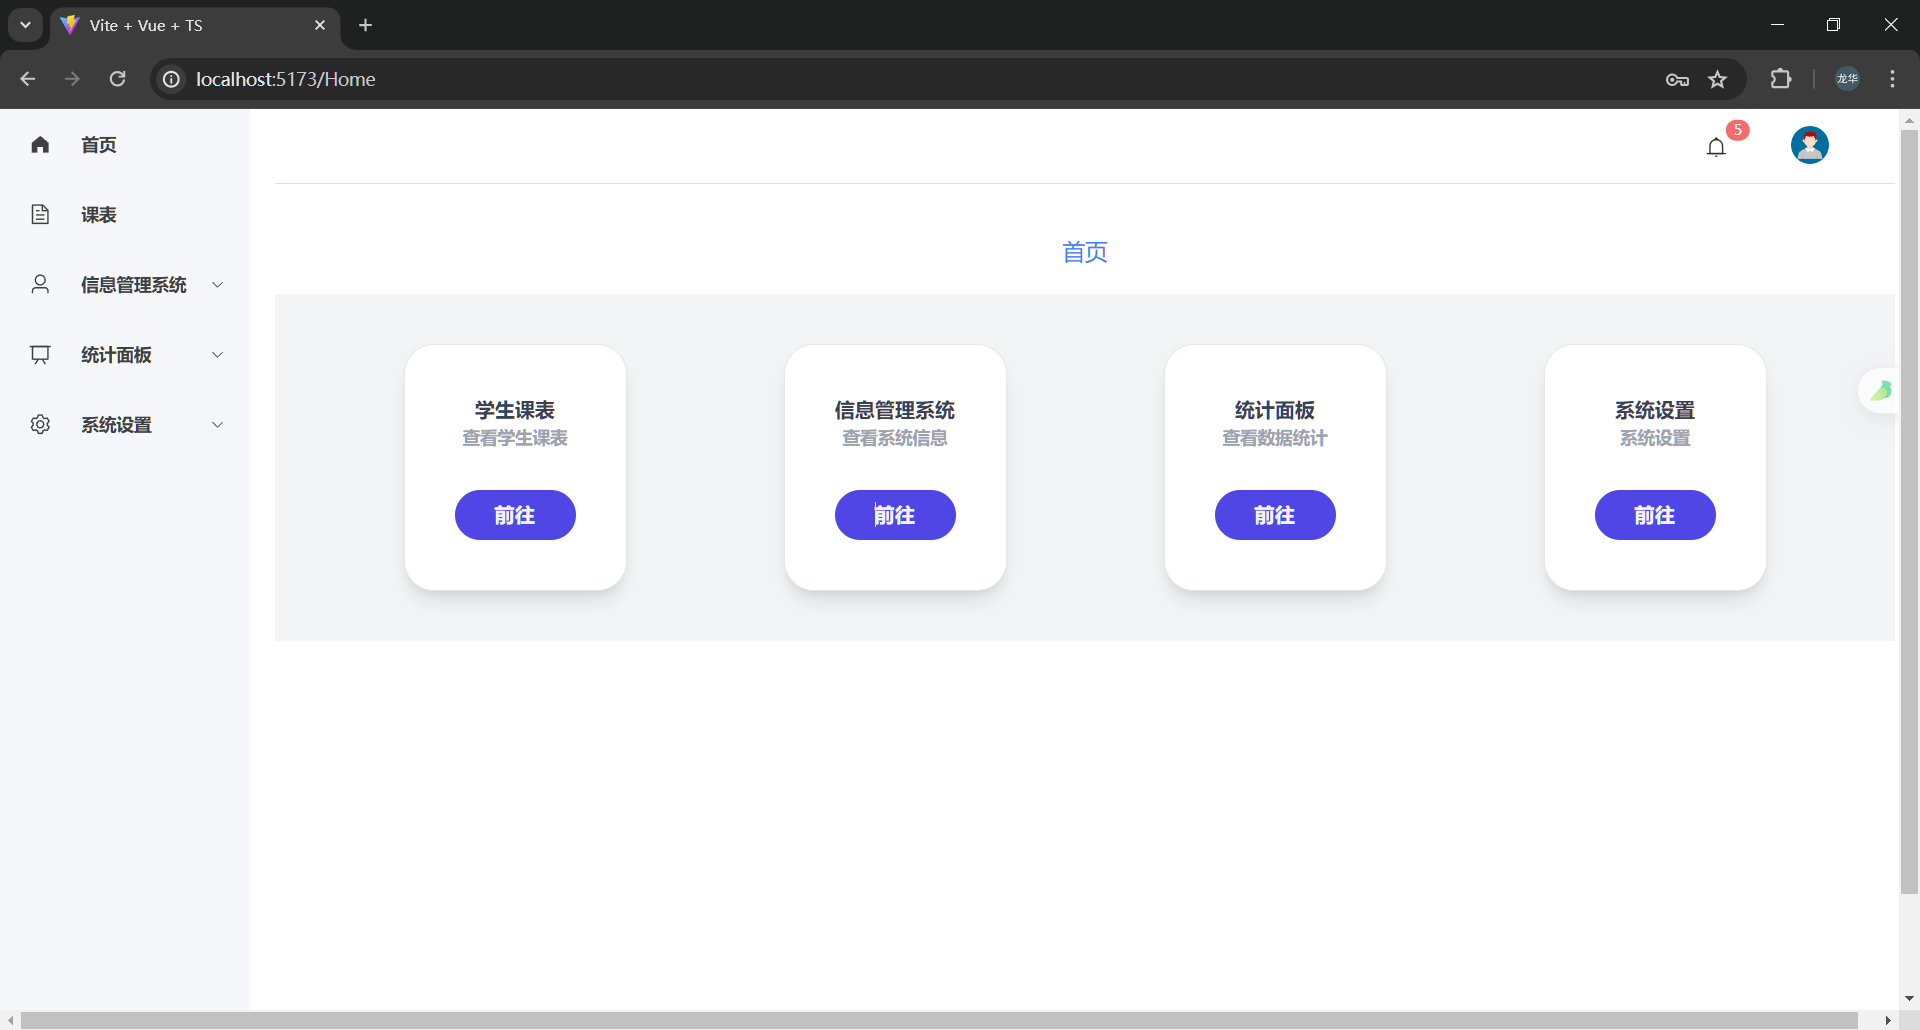 Vite + Vue + TS
localhost:5173/Home
龙华
首页
课表
信息管理系统
统计面板
系统设置
5
首页
学生课表
查看学生课表
前往
信息管理系统
查看系统信息
前往
统计面板
查看数据统计
前往
系统设置
系统设置
前往